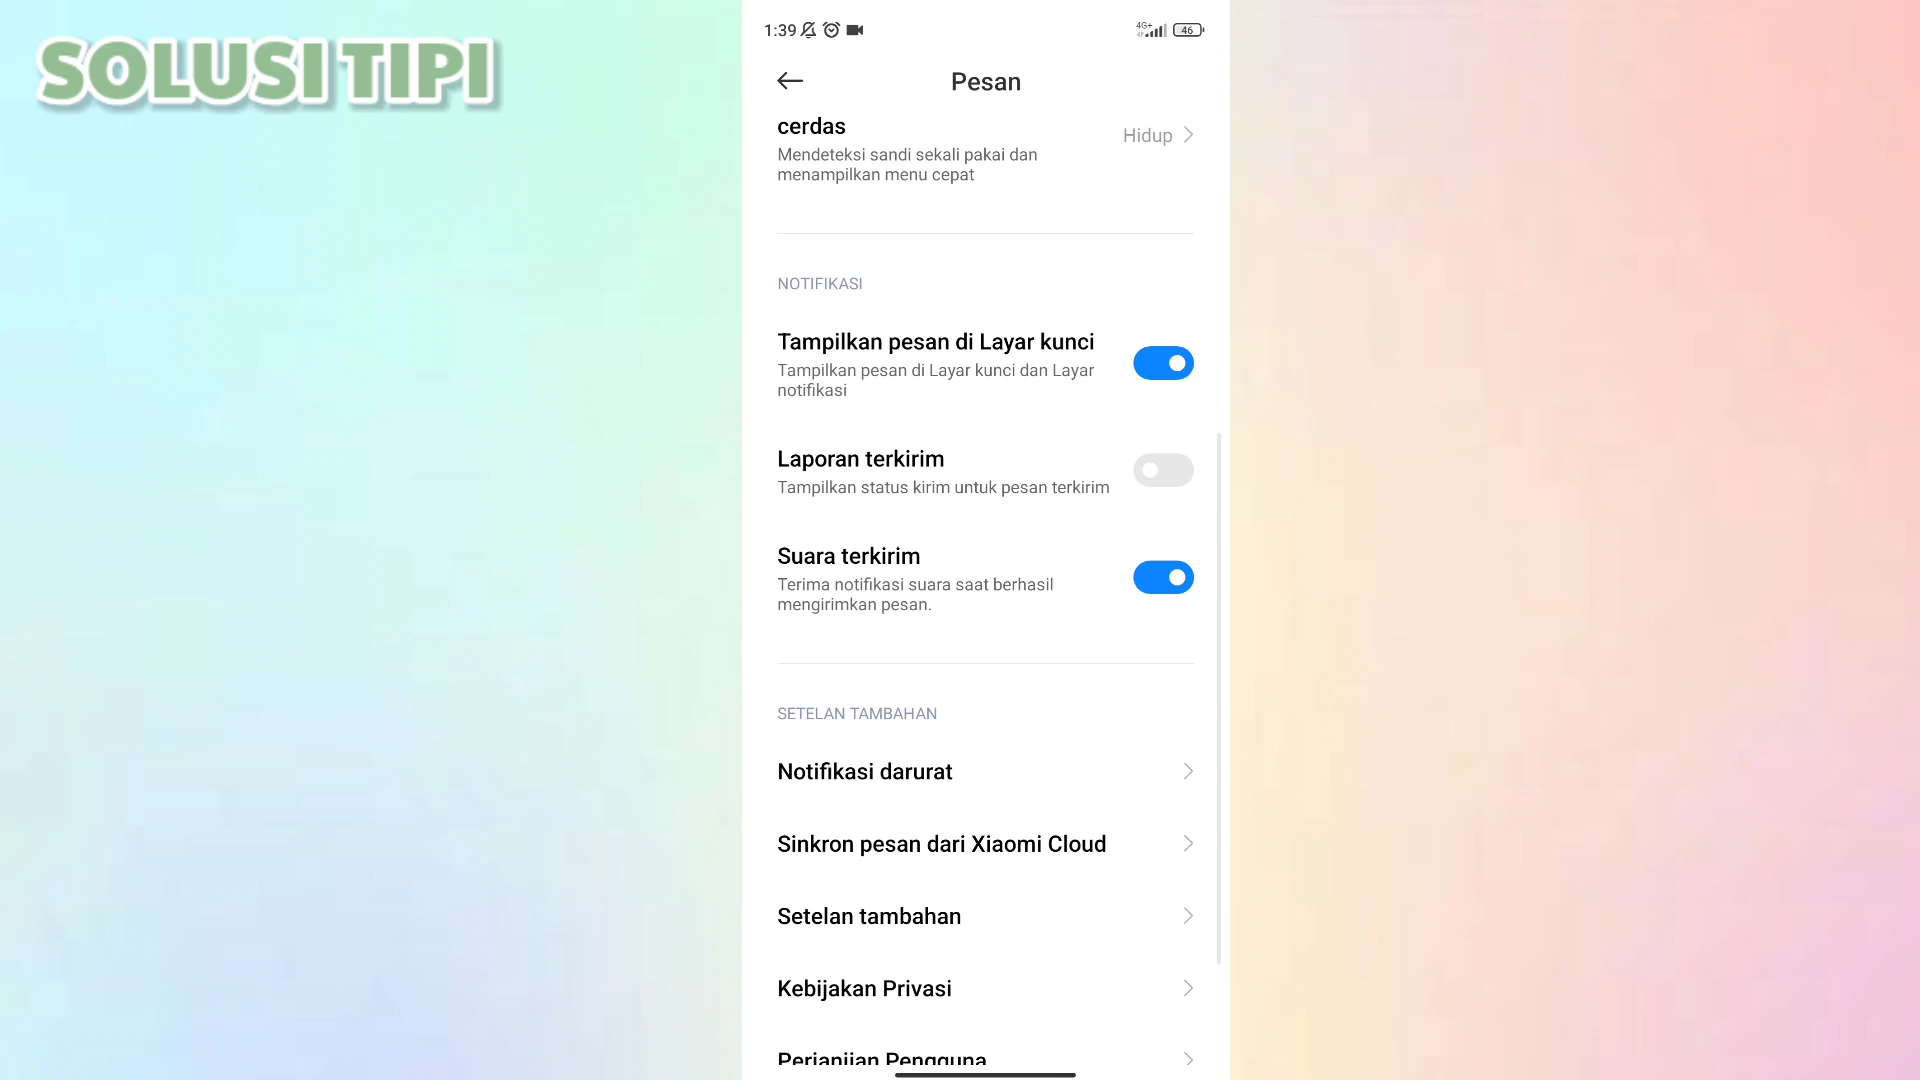 SOLUSI TIPI
1:39
4G+
46
Pesan
cerdas
Hidup
Mendeteksi sandi sekali pakai dan
menampilkan menu cepat
NOTIFIKASI
Tampilkan pesan di Layar kunci
Tampilkan pesan di Layar kunci dan Layar
notifikasi
Laporan terkirim
Tampilkan status kirim untuk pesan terkirim
Suara terkirim
Terima notifikasi suara saat berhasil
mengirimkan pesan.
SETELAN TAMBAHAN
Notifikasi darurat
Sinkron pesan dari Xiaomi Cloud
Setelan tambahan
Kebijakan Privasi
Perjanjian Pengguna